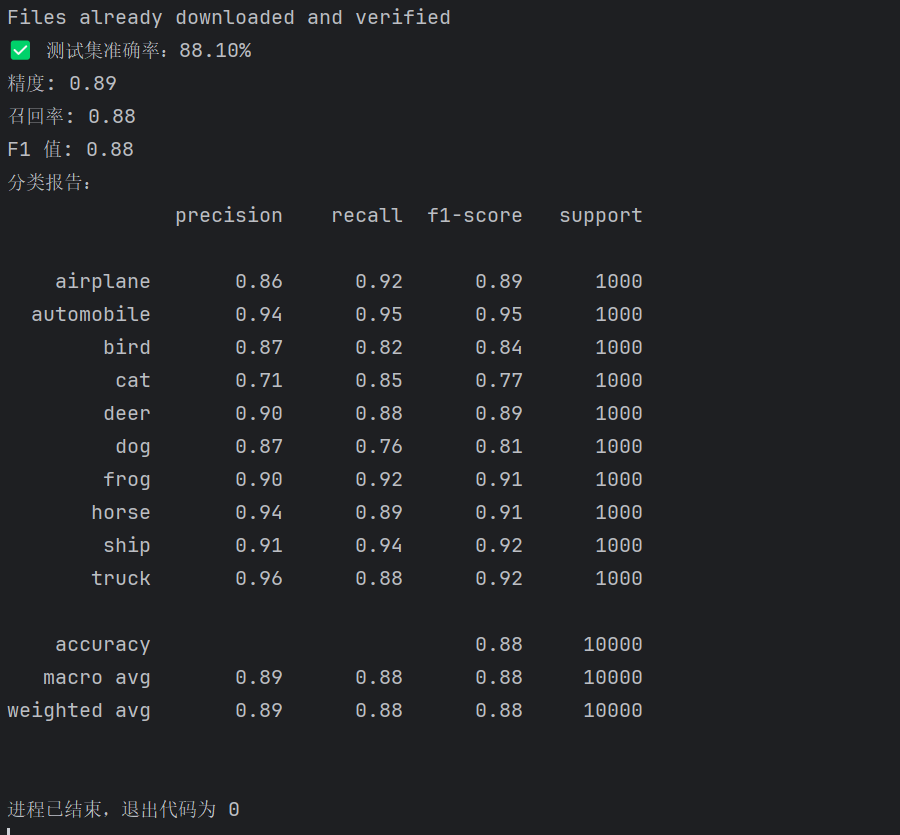 Files already downloaded and verified
✅ 测试集准确率：88.10%
精度: 0.89
召回率: 0.88
F1 值: 0.88
分类报告：
precision recall f1-score support
airplane 0.86 0.92 0.89 1000
automobile 0.94 0.95 0.95 1000
bird 0.87 0.82 0.84 1000
cat 0.71 0.85 0.77 1000
deer 0.90 0.88 0.89 1000
dog 0.87 0.76 0.81 1000
frog 0.90 0.92 0.91 1000
horse 0.94 0.89 0.91 1000
ship 0.91 0.94 0.92 1000
truck 0.96 0.88 0.92 1000
accuracy 0.88 10000
macro avg 0.89 0.88 0.88 10000
weighted avg 0.89 0.88 0.88 10000
进程已结束，退出代码为 0